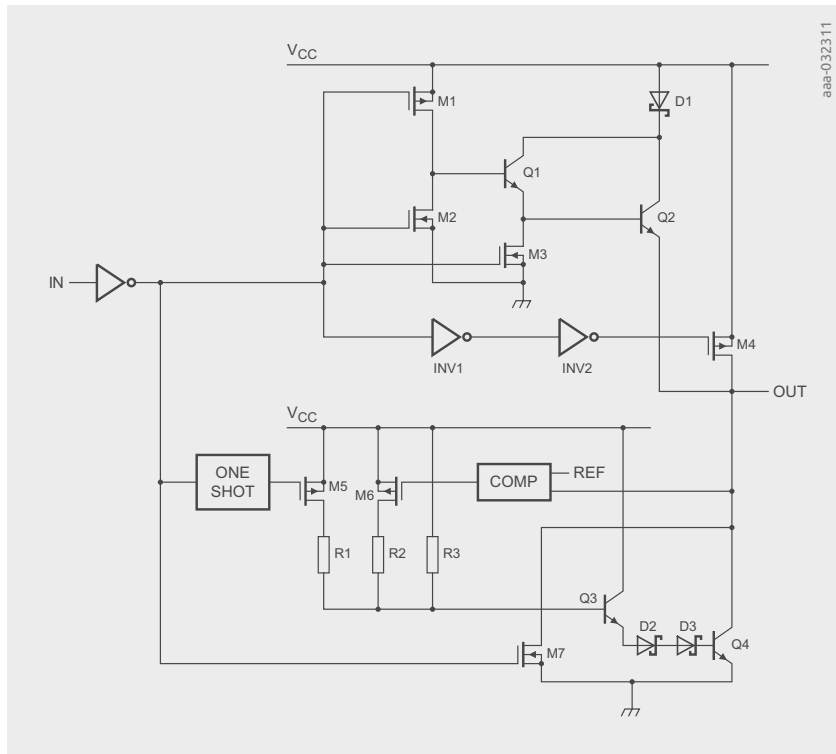 aaa-032311
VCC
M1
D1
Q1
M2
Q2
M3
IN
M4
INV1
INV2
OUT
VCC
ONE
SHOT
M5
M6
COMP
REF
R1
R2
R3
Q3
D2
D3
Q4
M7